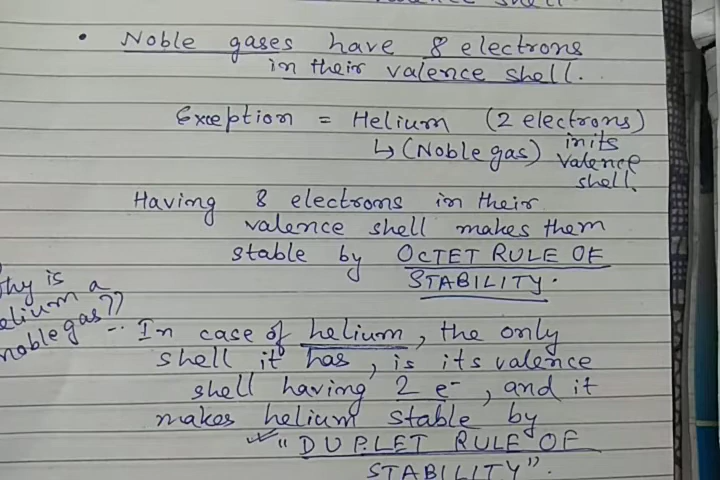 valence shell
• Noble gases have 8 electrons
in their valence shell.
Exception = Helium (2 electrons)
↳ (Noble gas) in its
valence
shell.
Having 8 electrons in their
valence shell makes them
stable by OCTET RULE OF
STABILITY.
is
a
noble gas??
In case of helium, the only
shell it has, is its valence
shell having 2 e⁻, and it
makes helium stable by
"DUPLET RULE OF
STABILITY".